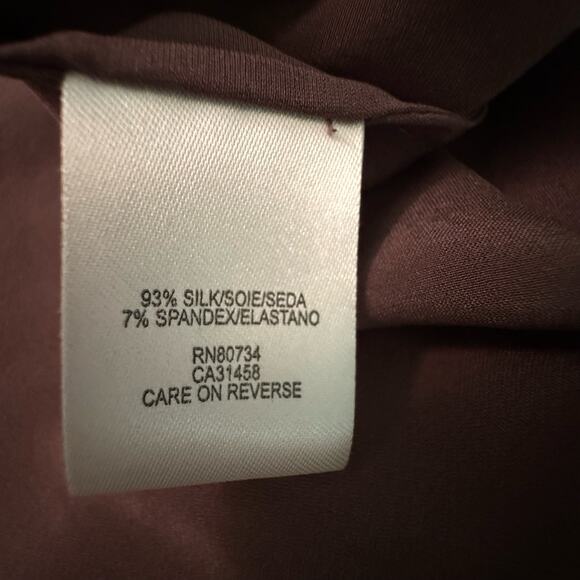 93% SILK/SOIE/SEDA
7% SPANDEX/ELASTANO
RN80734
CA31458
CARE ON REVERSE